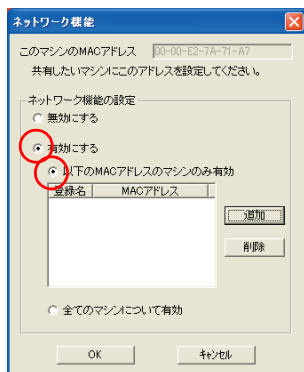 ネットワーク機能
このマシンのMACアドレス 00-00-E2-7A-71-A7
共有したいマシンにこのアドレスを設定してください。
ネットワーク機能の設定
無効にする
有効にする
以下のMACアドレスのマシンのみ有効
登録名 MACアドレス
追加
削除
全てのマシンについて有効
OK キャンセル